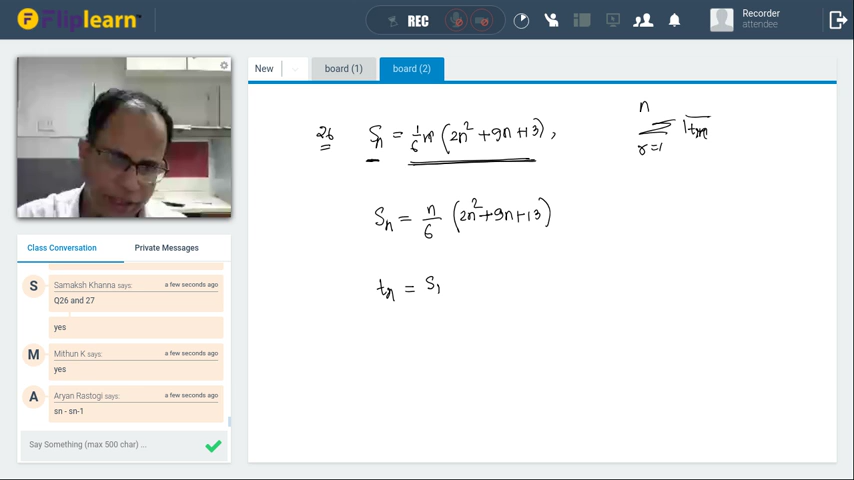 Fliplearn
REC
Recorder
attendee
New
board (1)
board (2)
26 Sn = 1/6 n (2n² + 9n + 13),
n
∑
r=1
Sn = n/6 (2n² + 9n + 13)
tn = S
Class Conversation
Private Messages
S
Samaksh Khanna says:
a few seconds ago
Q26 and 27
yes
M
Mithun K says:
a few seconds ago
yes
A
Aryan Rastogi says:
a few seconds ago
sn - sn-1
Say Something (max 500 char) ...